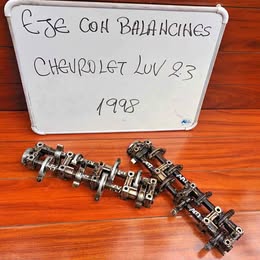 EJE CON BALANCINES
CHEVROLET LUV 2.3
1998